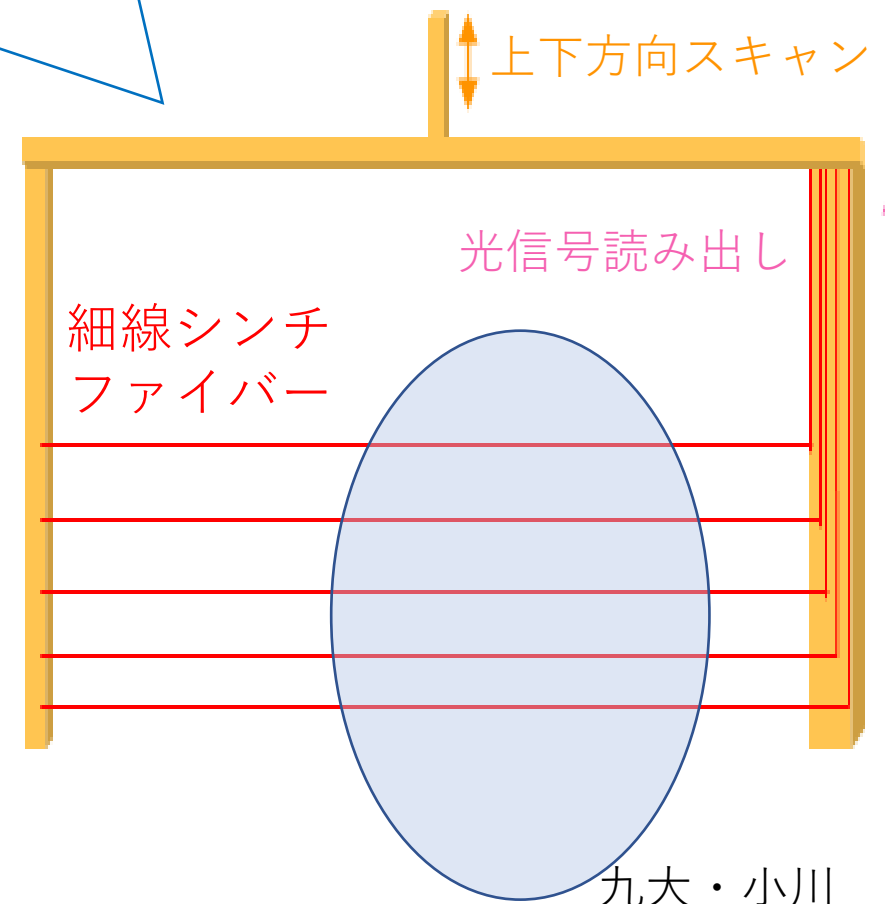 上下方向スキャン
光信号読み出し
細線シンチ
ファイバー
九大・小川